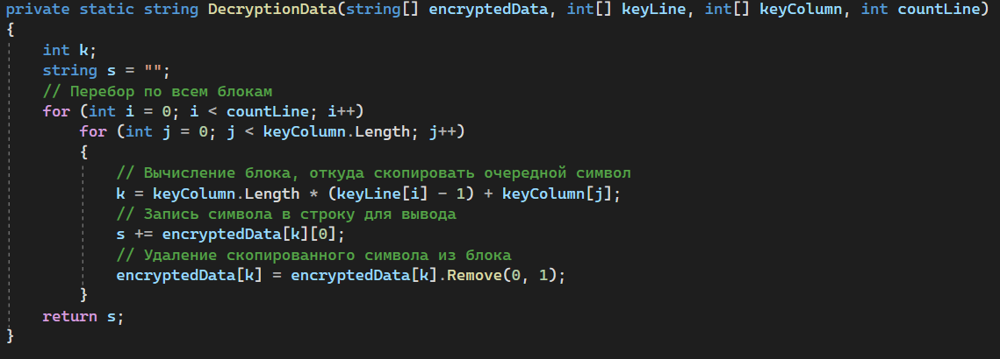 private static string DecryptionData(string[] encryptedData, int[] keyLine, int[] keyColumn, int countLine)
{
    int k;
    string s = "";
    // Перебор по всем блокам
    for (int i = 0; i < countLine; i++)
        for (int j = 0; j < keyColumn.Length; j++)
        {
            // Вычисление блока, откуда скопировать очередной символ
            k = keyColumn.Length * (keyLine[i] - 1) + keyColumn[j];
            // Запись символа в строку для вывода
            s += encryptedData[k][0];
            // Удаление скопированного символа из блока
            encryptedData[k] = encryptedData[k].Remove(0, 1);
        }
    return s;
}